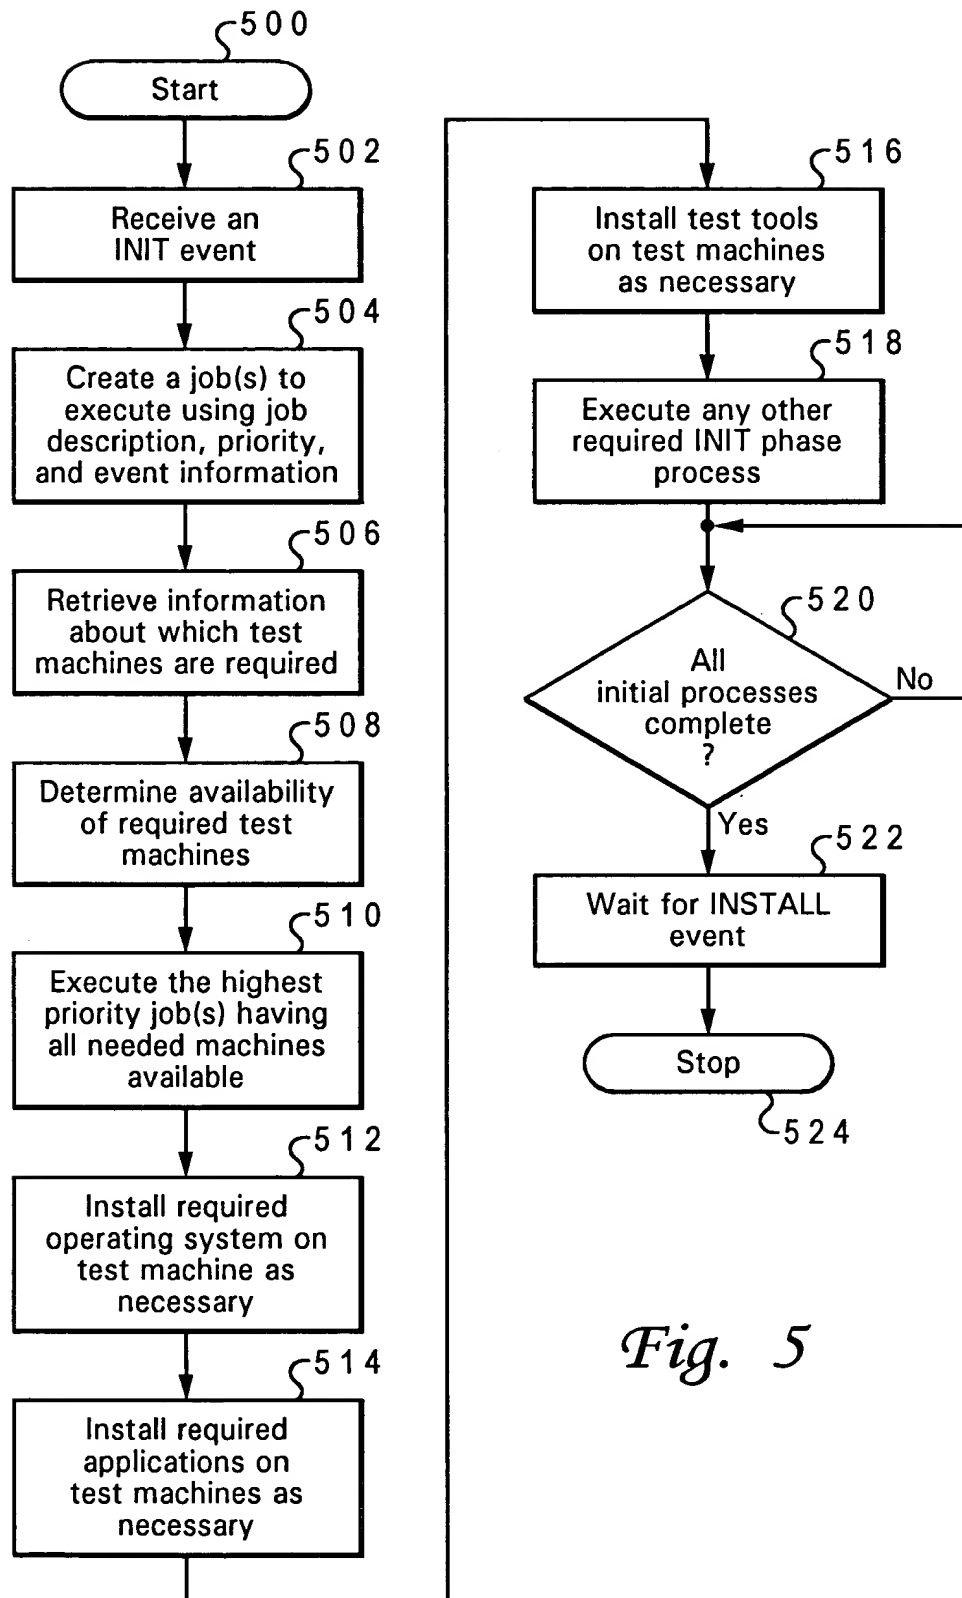 500
Start
502
Receive an
INIT event
504
Create a job(s) to
execute using job
description, priority,
and event information
506
Retrieve information
about which test
machines are required
508
Determine availability
of required test
machines
510
Execute the highest
priority job(s) having
all needed machines
available
512
Install required
operating system on
test machine as
necessary
514
Install required
applications on
test machines as
necessary
516
Install test tools
on test machines
as necessary
518
Execute any other
required INIT phase
process
520
All
initial processes
complete
?
No
Yes
522
Wait for INSTALL
event
Stop
524
Fig. 5